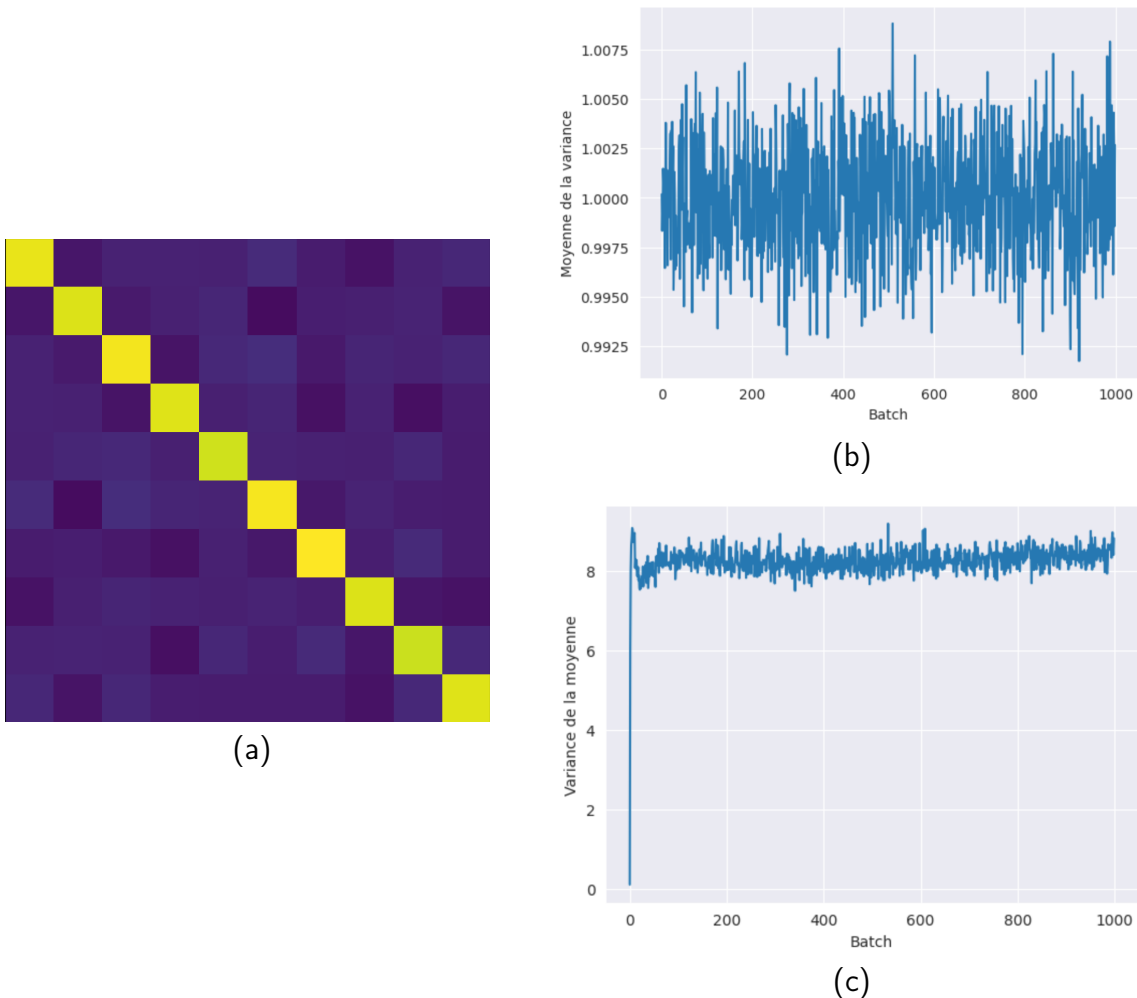 (a)
1.0075
1.0050
1.0025
1.0000
0.9975
0.9950
0.9925
Moyenne de la variance
0 200 400 600 800 1000
Batch
(b)
8
6
4
2
0
Variance de la moyenne
0 200 400 600 800 1000
Batch
(c)